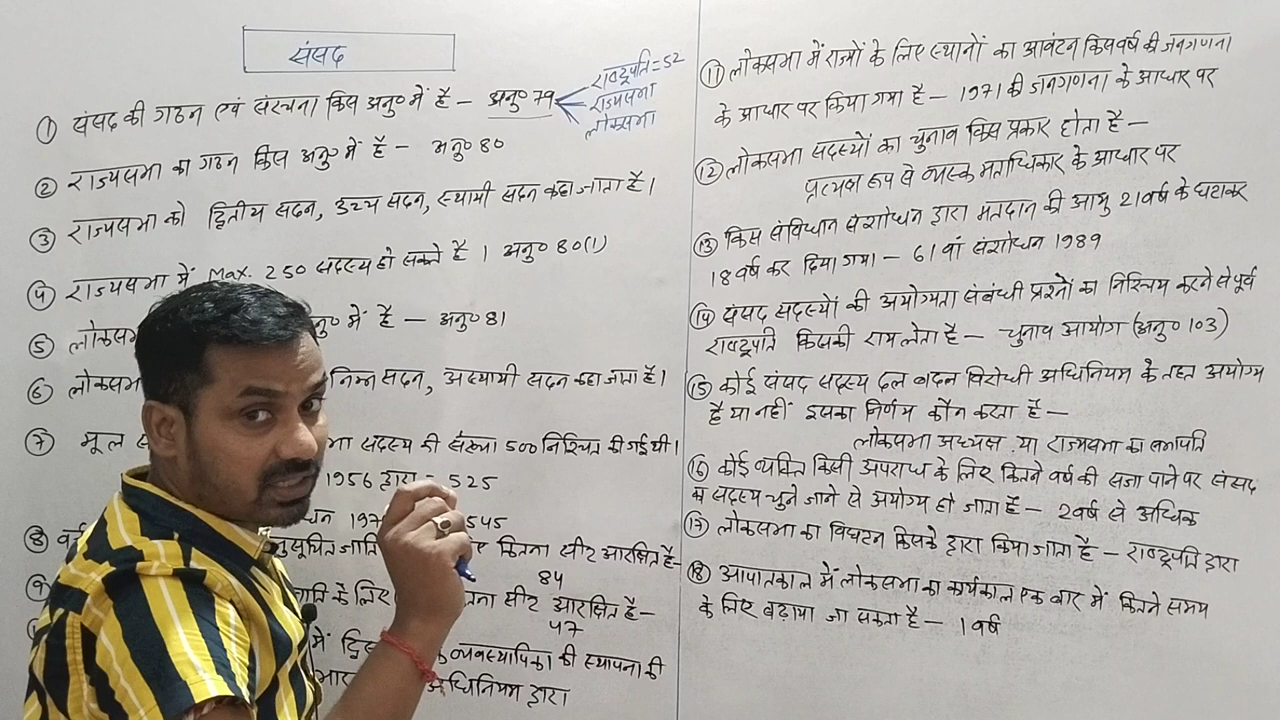 संसद
① संसद की गठन एवं संरचना किस अनु० में है – अनु० 79
राष्ट्रपति = 52
राज्यसभा
लोकसभा
② राज्यसभा का गठन किस अनु० में है – अनु० 80
③ राज्यसभा को द्वितीय सदन, उच्च सदन, स्थायी सदन कहा जाता है।
④ राज्यसभा में Max. 250 सदस्य हो सकते है । अनु० 80(1)
⑤ में है – अनु० 81
⑥ निम्न सदन, अस्थायी सदन कहा जाता है।
⑦ मूल सदस्य की संख्या 500 निश्चित की गई थी।
1956 द्वारा – 525
545
⑧ कितना सीट आरक्षित है–
84
⑨ के लिए सीट आरक्षित है–
47
में व्यवस्थापिका की स्थापना की
अधिनियम द्वारा
⑪ लोकसभा में राज्यों के लिए स्थानों का आवंटन किस वर्ष की जनगणना
के आधार पर किया गया है – 1971 की जनगणना के आधार पर
⑫ लोकसभा सदस्यों का चुनाव किस प्रकार होता है –
प्रत्यक्ष रूप से व्यस्क मताधिकार के आधार पर
⑬ किस संविधान संशोधन द्वारा मतदान की आयु 21 वर्ष के घटाकर
18 वर्ष कर दिया गया – 61 वां संशोधन 1989
⑭ संसद सदस्यों की अयोग्यता संबंधी प्रश्नों का निश्चिय करने से पूर्व
राष्ट्रपति किसकी राय लेता है – चुनाव आयोग (अनु० 103)
⑮ कोई संसद सदस्य दल बदल विरोधी अधिनियम के तहत अयोग्य
है या नहीं इसका निर्णय कौन करता है –
लोकसभा अध्यक्ष या राज्यसभा का सभापति
⑯ कोई व्यक्ति किसी अपराध के लिए कितने वर्ष की सजा पाने पर संसद
का सदस्य चुने जाने से अयोग्य हो जाता है – 2 वर्ष से अधिक
⑰ लोकसभा का विघटन किसके द्वारा किया जाता है – राष्ट्रपति द्वारा
⑱ आपातकाल में लोकसभा का कार्यकाल एक बार में कितने समय
के लिए बढ़ाया जा सकता है – 1 वर्ष